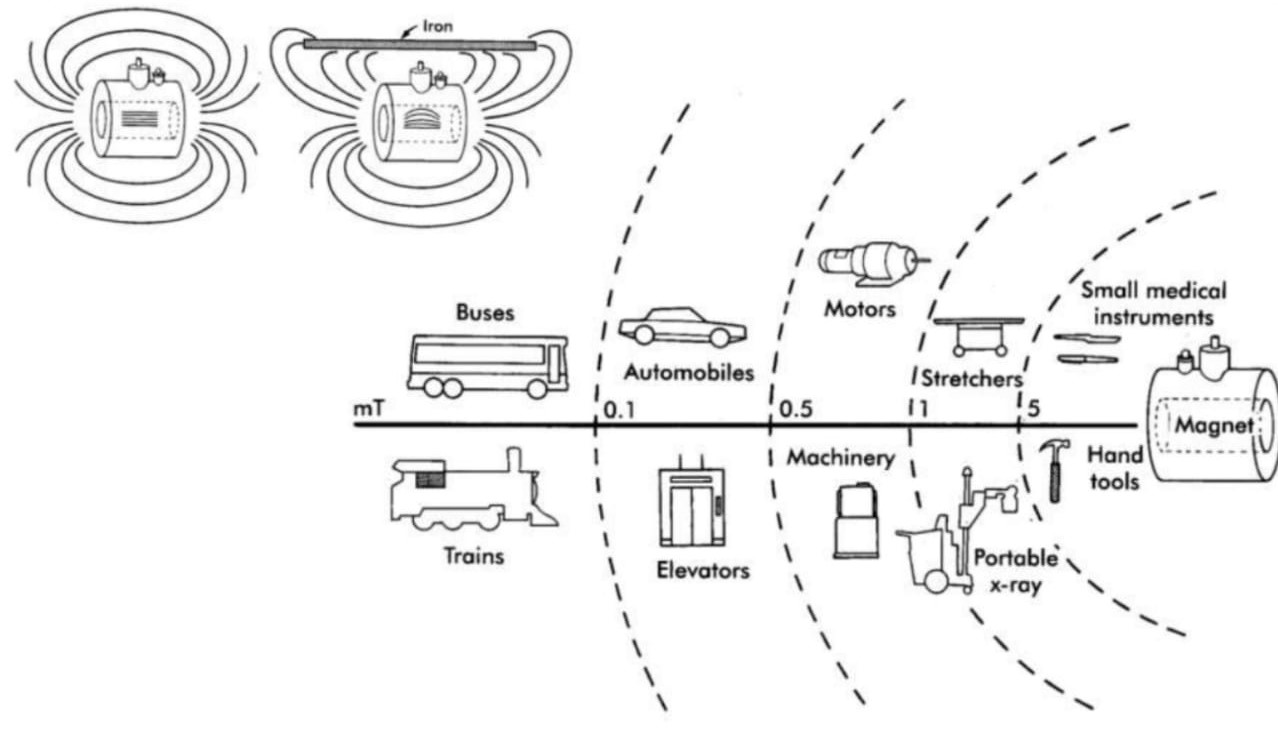 Iron
Small medical
instruments
Buses
Motors
Automobiles
Stretchers
mT
0.1
0.5
1
5
Magnet
Machinery
Hand
tools
Trains
Elevators
Portable
x-ray